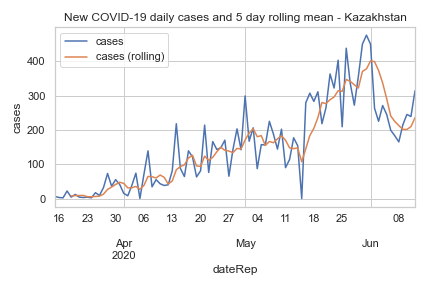 New COVID-19 daily cases and 5 day rolling mean - Kazakhstan
cases
cases (rolling)
400
300
200
100
0
cases
16 23 30 06 13 20 27 04 11 18 25 08
Apr May Jun
2020
dateRep